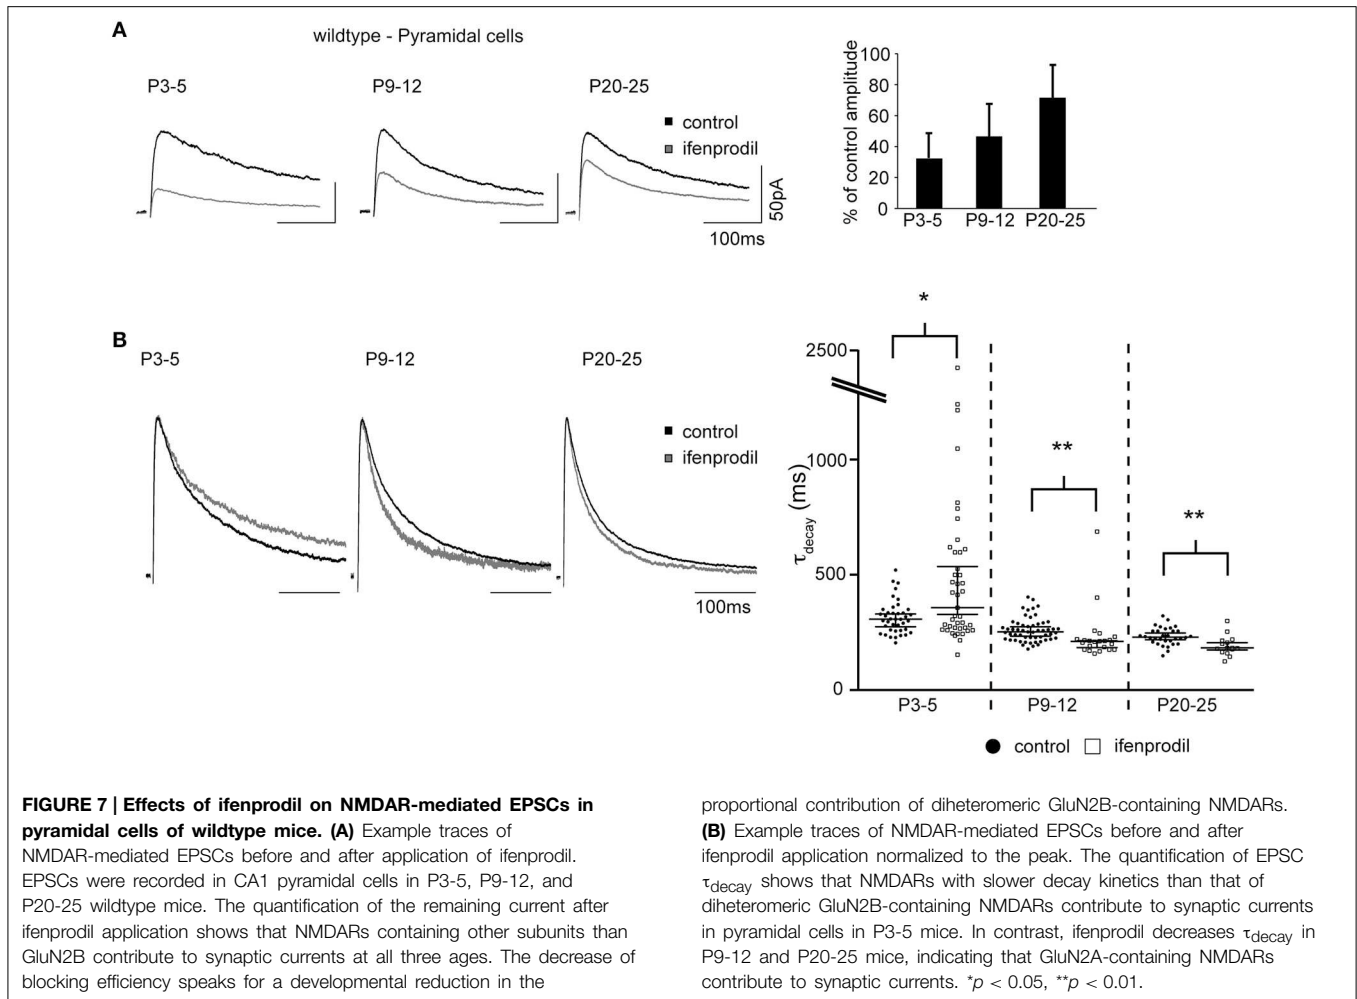 A
wildtype - Pyramidal cells
P3-5
P9-12
P20-25
control
ifenprodil
50pA
100ms
% of control amplitude
100
80
60
40
20
0
P3-5
P9-12
P20-25
B
P3-5
P9-12
P20-25
control
ifenprodil
100ms
τdecay (ms)
2500
1000
500
0
*
**
**
P3-5
P9-12
P20-25
control
ifenprodil
FIGURE 7 | Effects of ifenprodil on NMDAR-mediated EPSCs in
pyramidal cells of wildtype mice. (A) Example traces of
NMDAR-mediated EPSCs before and after application of ifenprodil.
EPSCs were recorded in CA1 pyramidal cells in P3-5, P9-12, and
P20-25 wildtype mice. The quantification of the remaining current after
ifenprodil application shows that NMDARs containing other subunits than
GluN2B contribute to synaptic currents at all three ages. The decrease of
blocking efficiency speaks for a developmental reduction in the
proportional contribution of diheteromeric GluN2B-containing NMDARs.
(B) Example traces of NMDAR-mediated EPSCs before and after
ifenprodil application normalized to the peak. The quantification of EPSC
τdecay shows that NMDARs with slower decay kinetics than that of
diheteromeric GluN2B-containing NMDARs contribute to synaptic currents
in pyramidal cells in P3-5 mice. In contrast, ifenprodil decreases τdecay in
P9-12 and P20-25 mice, indicating that GluN2A-containing NMDARs
contribute to synaptic currents. *p < 0.05, **p < 0.01.